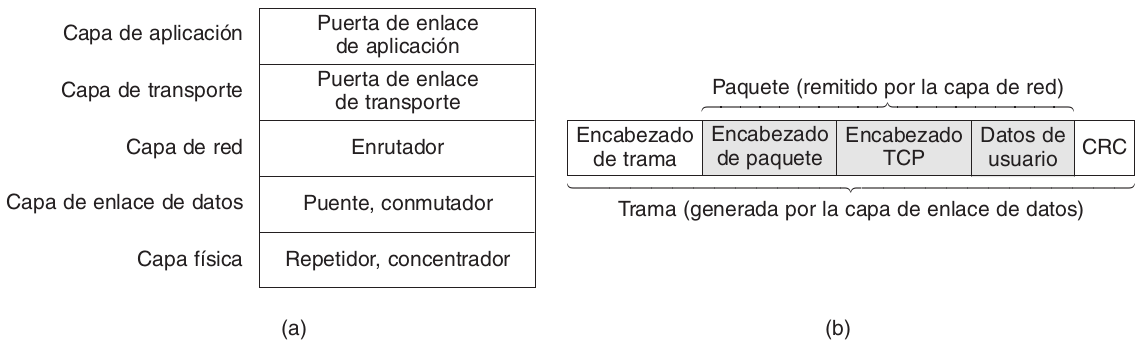 Capa de aplicación
Puerta de enlace
de aplicación
Capa de transporte
Puerta de enlace
de transporte
Capa de red
Enrutador
Capa de enlace de datos
Puente, conmutador
Capa física
Repetidor, concentrador
(a)
Paquete (remitido por la capa de red)
Encabezado
de trama
Encabezado
de paquete
Encabezado
TCP
Datos de
usuario
CRC
Trama (generada por la capa de enlace de datos)
(b)